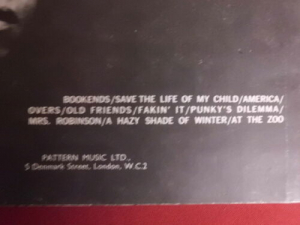 BOOKENDS/SAVE THE LIFE OF MY CHILD/AMERICA/
OVERS/OLD FRIENDS/FAKIN' IT/PUNKY'S DILEMMA/
MRS. ROBINSON/A HAZY SHADE OF WINTER/AT THE ZOO
PATTERN MUSIC LTD.,
5 Denmark Street, London, W.C.2